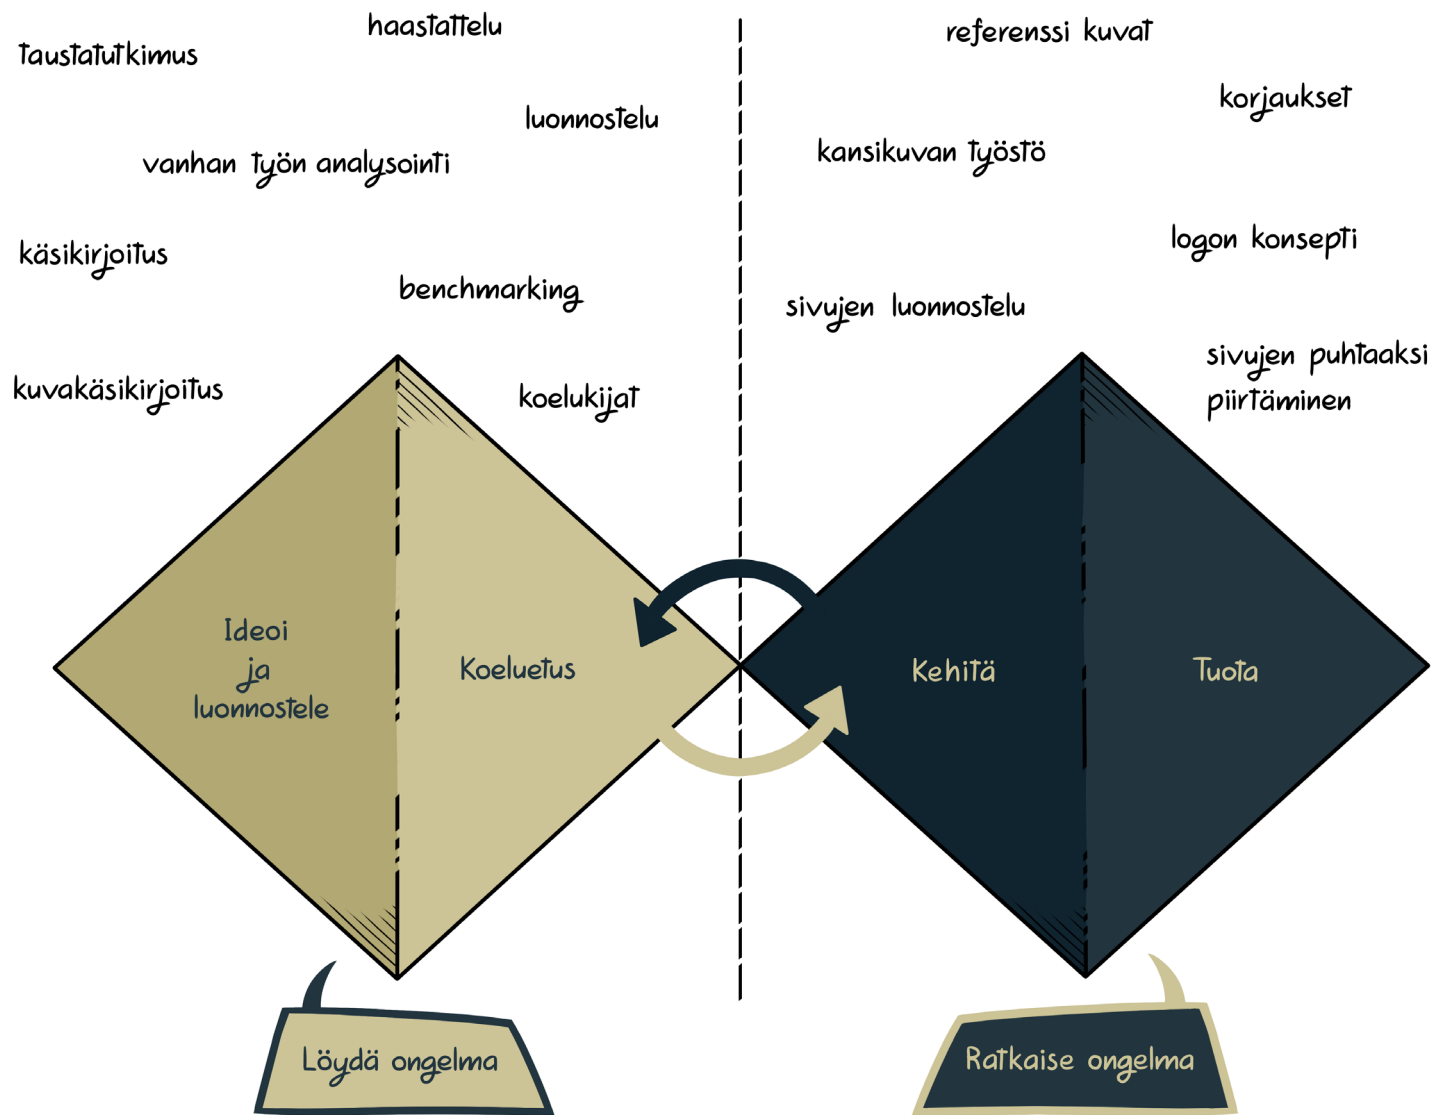 haastattelu
taustatutkimus
luonnostelu
vanhan työn analysointi
käsikirjoitus
benchmarking
kuvakäsikirjoitus
koelukijat
referenssi kuvat
korjaukset
kansikuvan työstö
logon konsepti
sivujen luonnostelu
sivujen puhtaaksi
piirtäminen
Ideoi
ja
luonnostele
Koeluetus
Kehitä
Tuota
Löydä ongelma
Ratkaise ongelma